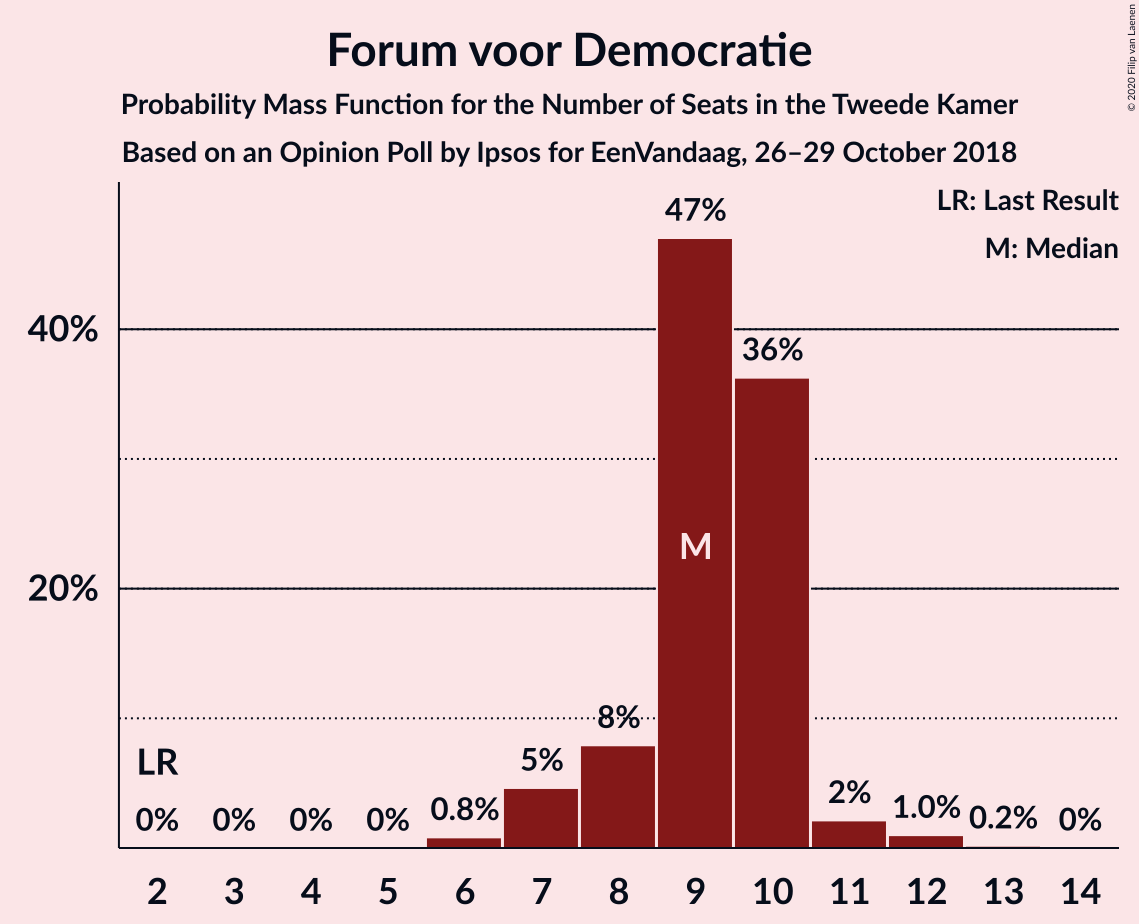 Forum voor Democratie
Probability Mass Function for the Number of Seats in the Tweede Kamer
Based on an Opinion Poll by Ipsos for EenVandaag, 26–29 October 2018
© 2020 Filip van Laenen
LR: Last Result
M: Median
47%
40%
36%
M
20%
8%
LR
5%
0% 0% 0% 0% 0.8% 2% 1.0% 0.2% 0%
2 3 4 5 6 7 8 9 10 11 12 13 14